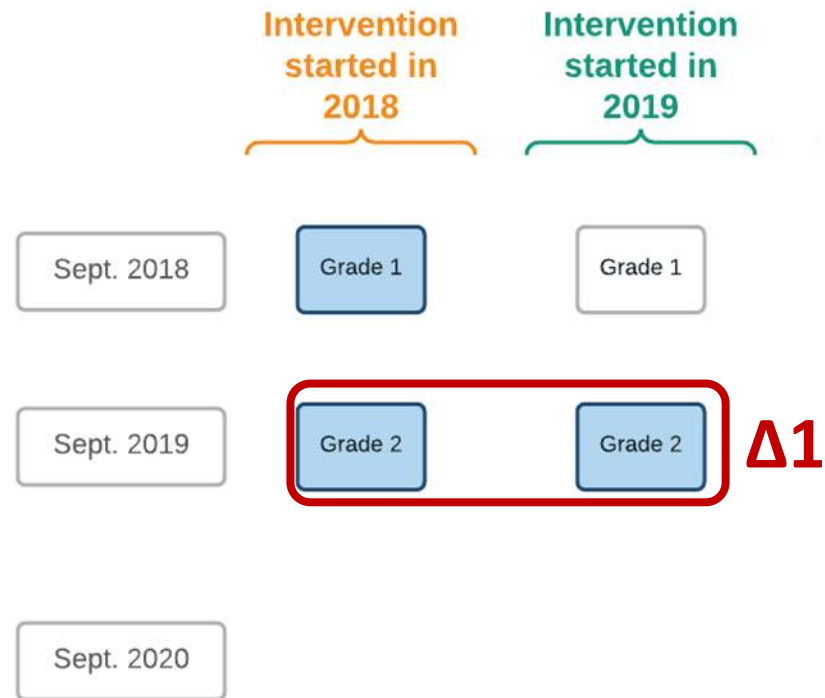 Intervention
started in
2018
Intervention
started in
2019
Sept. 2018
Grade 1
Grade 1
Sept. 2019
Grade 2
Grade 2
Δ1
Sept. 2020